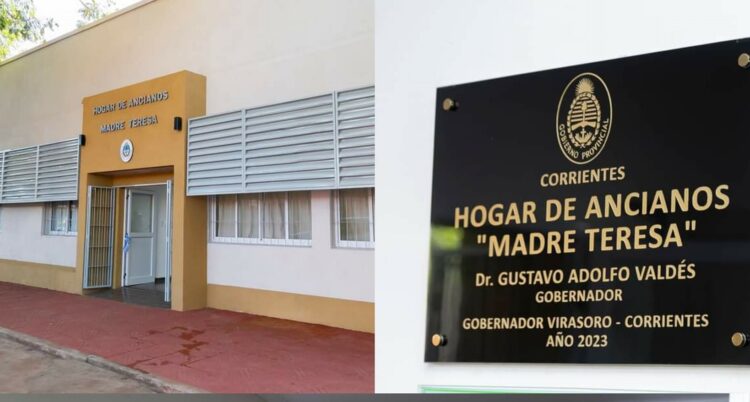 HOGAR DE ANCIANOS
MADRE TERESA
GOBIERNO PROVINCIAL
CORRIENTES
HOGAR DE ANCIANOS
"MADRE TERESA"
Dr. GUSTAVO ADOLFO VALDÉS
GOBERNADOR
GOBERNADOR VIRASORO - CORRIENTES
AÑO 2023